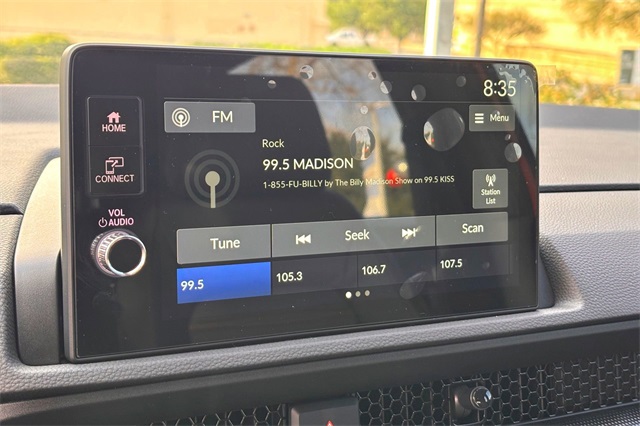 8:35
HOME
FM
Menu
Rock
99.5 MADISON
1-855-FU-BILLY by The Billy Madison Show on 99.5 KISS
CONNECT
Station
List
VOL
AUDIO
Tune
Seek
Scan
99.5
105.3
106.7
107.5